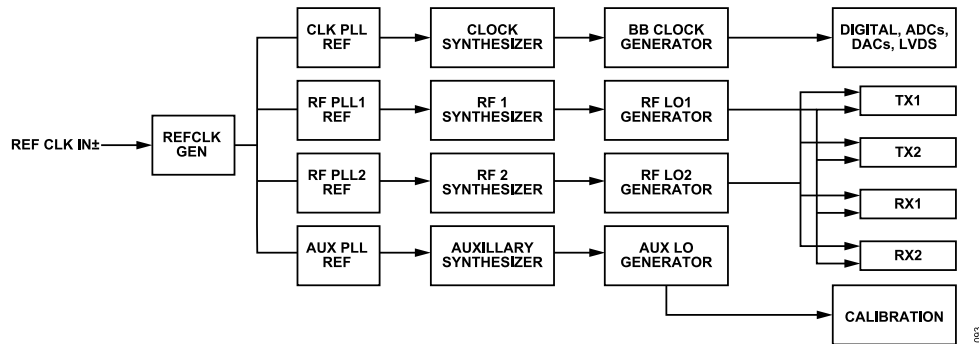 CLK PLL
REF
CLOCK
SYNTHESIZER
BB CLOCK
GENERATOR
DIGITAL, ADCs,
DACs, LVDS
RF PLL1
REF
RF 1
SYNTHESIZER
RF LO1
GENERATOR
TX1
REF CLK IN±
REFCLK
GEN
TX2
RF PLL2
REF
RF 2
SYNTHESIZER
RF LO2
GENERATOR
RX1
AUX PLL
REF
AUXILLARY
SYNTHESIZER
AUX LO
GENERATOR
RX2
CALIBRATION
093